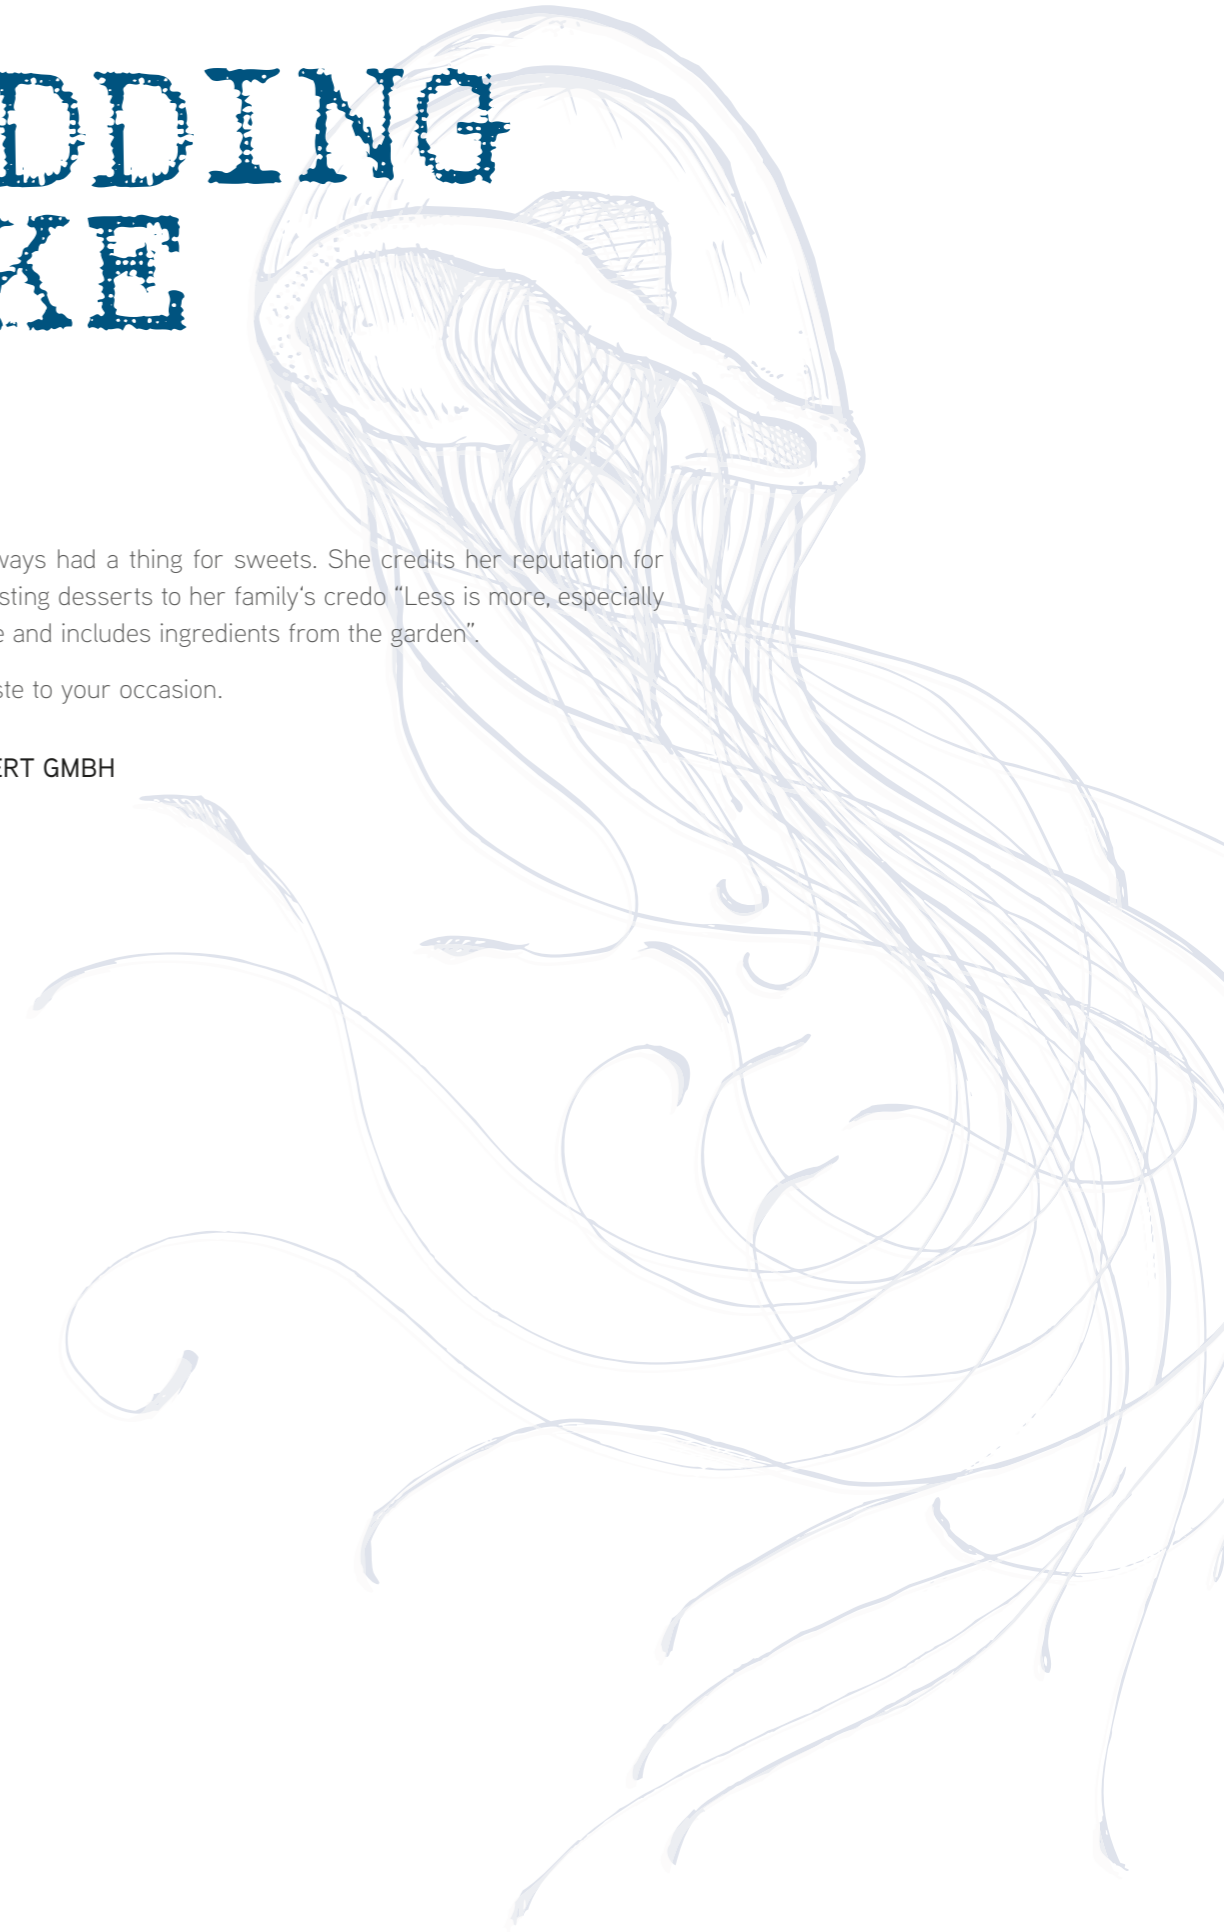 DDING
KE
ways had a thing for sweets. She credits her reputation for
sting desserts to her family‘s credo “Less is more, especially
e and includes ingredients from the garden”.
ste to your occasion.
ERT GMBH